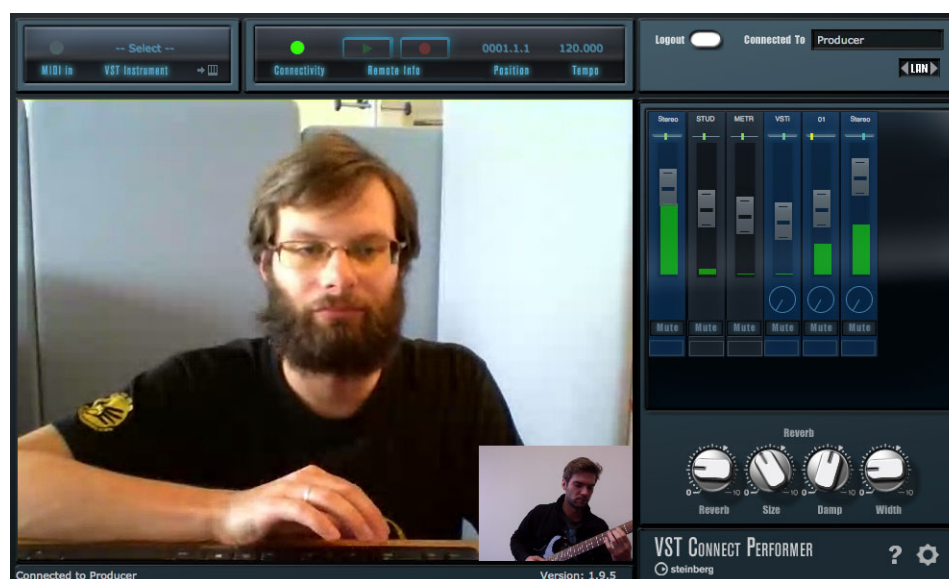 -- Select --
MIDI in VST Instrument
0001.1.1 120.000
Connectivity Remote Info Position Tempo
Logout Connected To Producer
LAN
Stereo STUD METR VSTi 01 Stereo
Mute Mute Mute Mute Mute Mute
Reverb
0 10 0 10 0 10 0 10
Reverb Size Damp Width
VST CONNECT PERFORMER
steinberg
?
Connected to Producer Version: 1.9.5